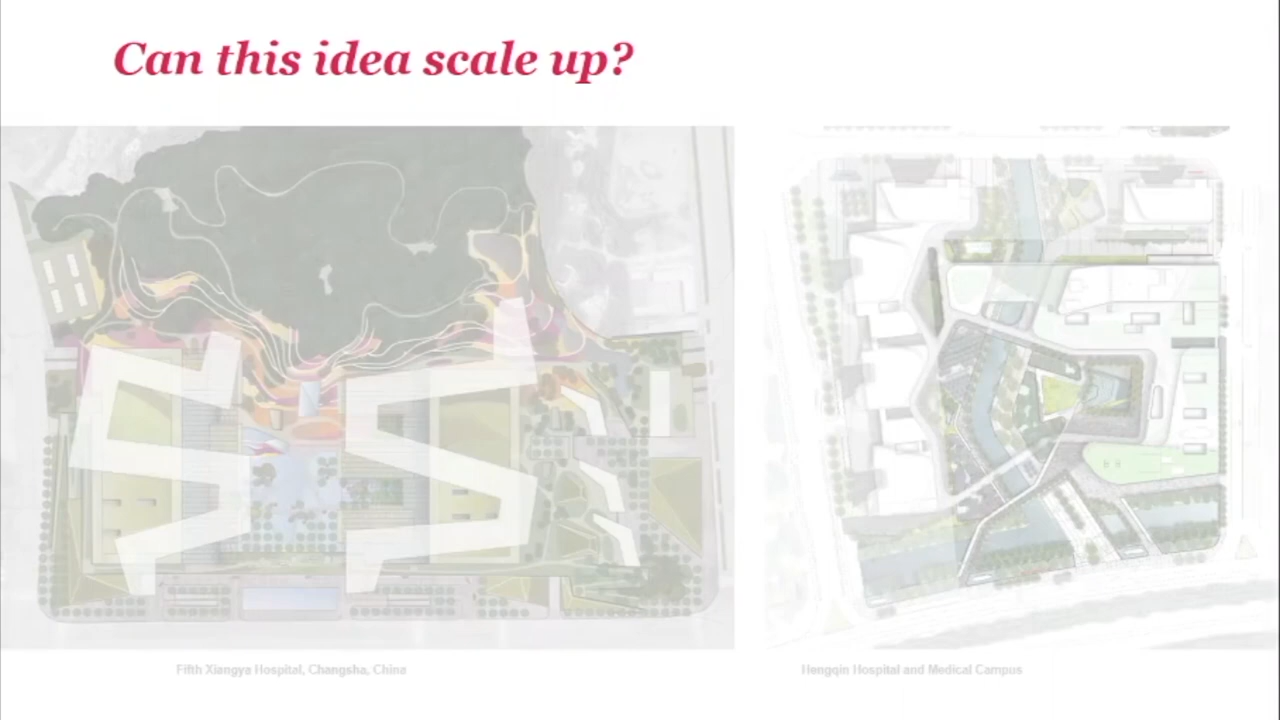 Can this idea scale up?
Fifth Xiangya Hospital, Changsha, China
Hengqin Hospital and Medical Campus